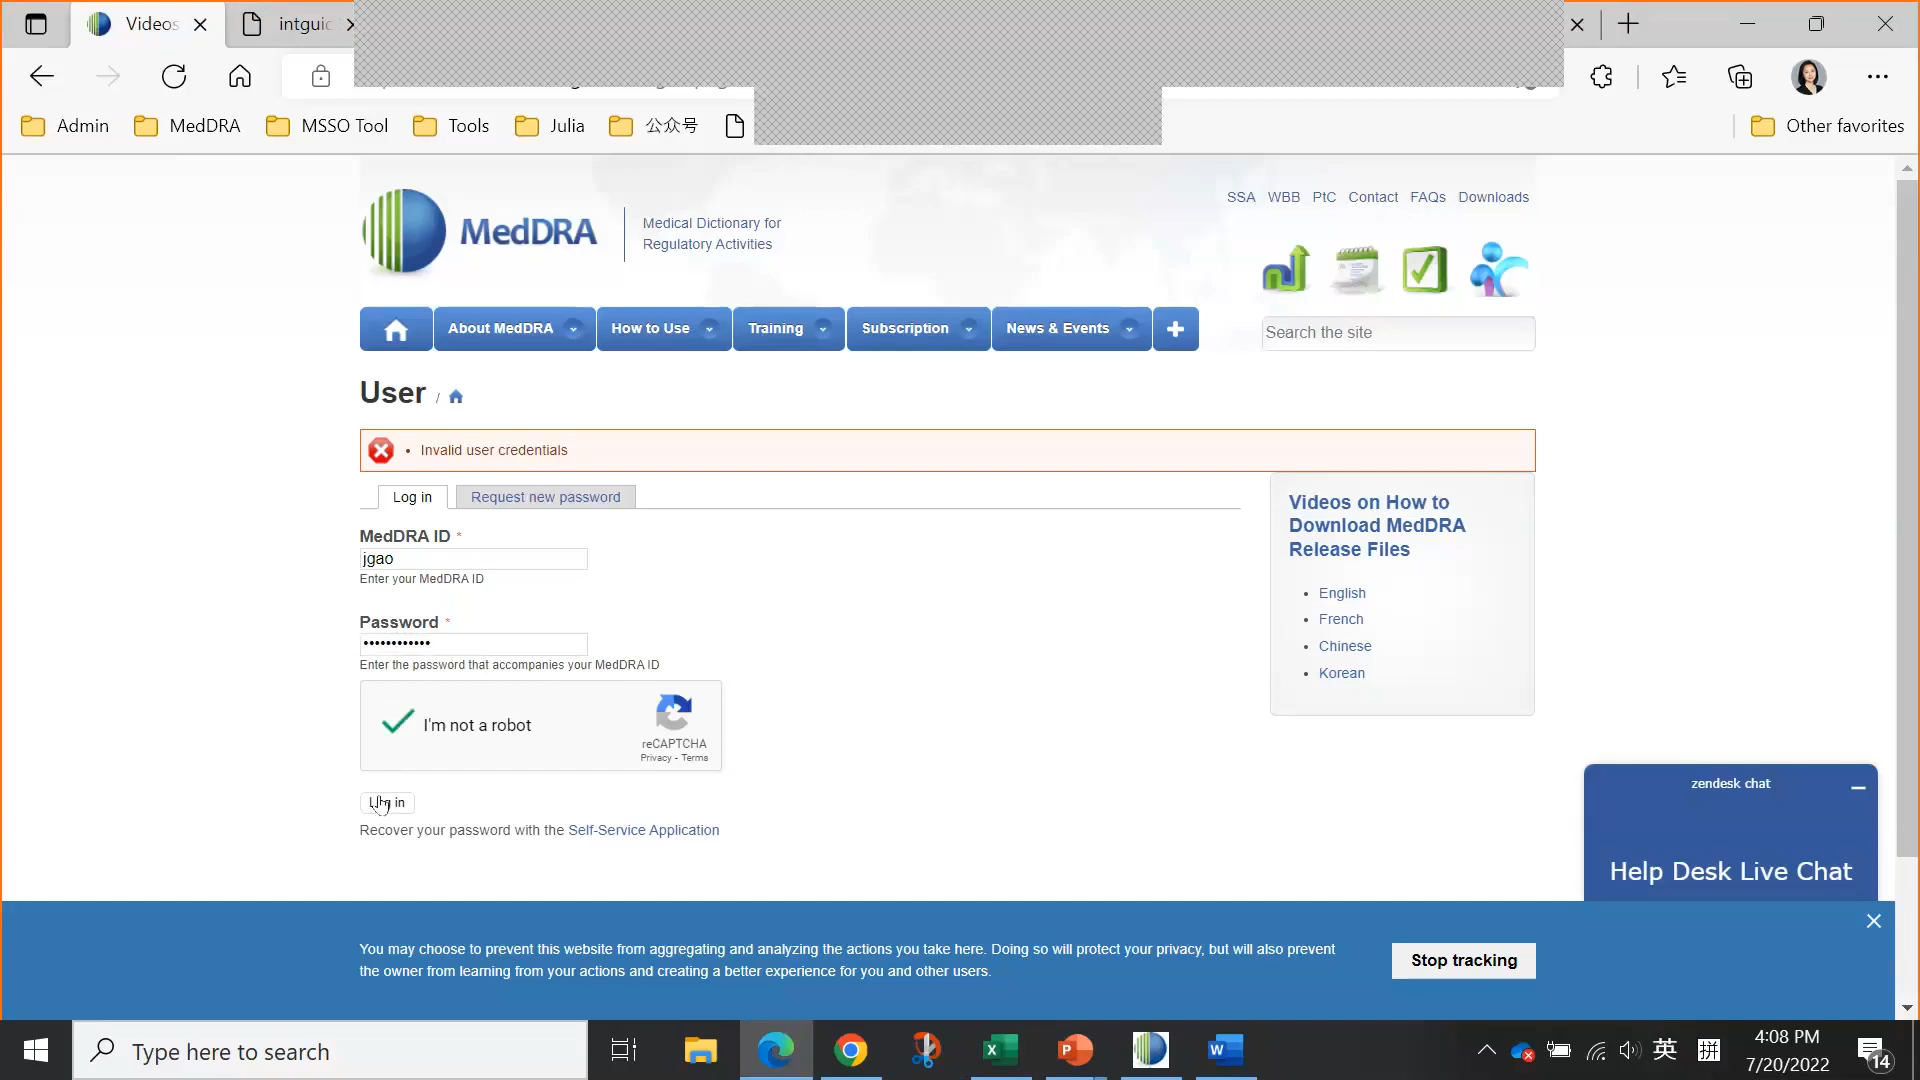 Videos
intguid
Admin
MedDRA
MSSO Tool
Tools
Julia
公众号
Other favorites
MedDRA
Medical Dictionary for
Regulatory Activities
SSA WBB PtC Contact FAQs Downloads
About MedDRA
How to Use
Training
Subscription
News & Events
Search the site
User /
• Invalid user credentials
Log in
Request new password
MedDRA ID *
jgao
Enter your MedDRA ID
Password *
Enter the password that accompanies your MedDRA ID
I'm not a robot
reCAPTCHA
Privacy - Terms
Log in
Recover your password with the Self-Service Application
Videos on How to
Download MedDRA
Release Files
• English
• French
• Chinese
• Korean
zendesk chat
Help Desk Live Chat
You may choose to prevent this website from aggregating and analyzing the actions you take here. Doing so will protect your privacy, but will also prevent
the owner from learning from your actions and creating a better experience for you and other users.
Stop tracking
Type here to search
英
拼
4:08 PM
7/20/2022
14